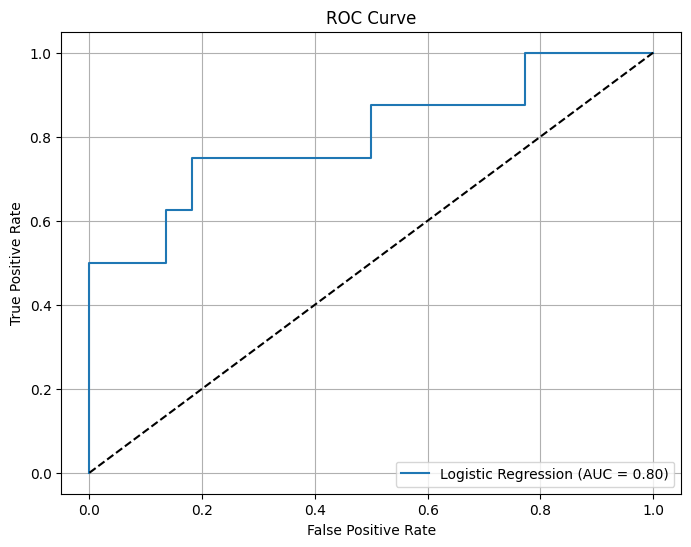 ROC Curve
1.0
0.8
0.6
0.4
0.2
0.0
True Positive Rate
Logistic Regression (AUC = 0.80)
0.0 0.2 0.4 0.6 0.8 1.0
False Positive Rate